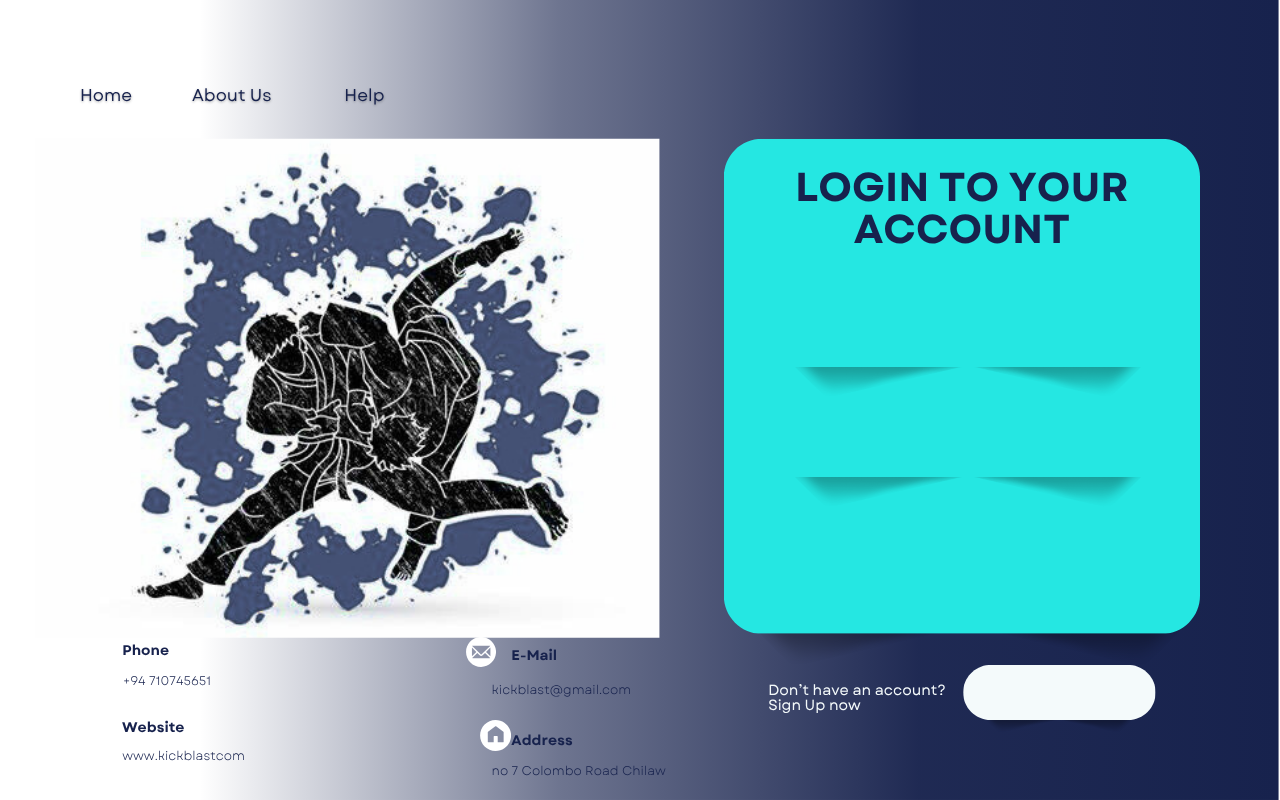 Home About Us Help
LOGIN TO YOUR
ACCOUNT
Phone
+94 710745651
Website
www.kickblastcom
E-Mail
kickblast@gmail.com
Address
no 7 Colombo Road Chilaw
Don't have an account?
Sign Up now